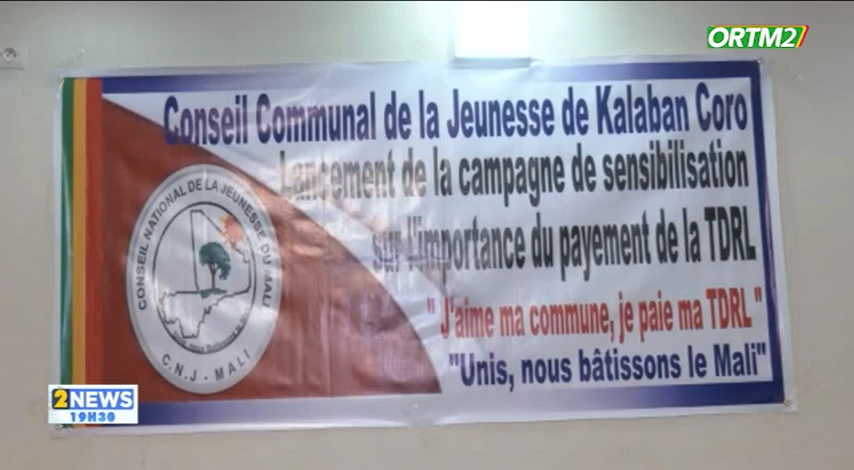 ORTM2
Conseil Communal de la Jeunesse de Kalaban Coro
Lancement de la campagne de sensibilisation
sur l'importance du payement de la TDRL
" J'aime ma commune, je paie ma TDRL "
"Unis, nous bâtissons le Mali"
CONSEIL NATIONAL DE LA JEUNESSE DU MALI
C.N.J - MALI
2NEWS
19H30